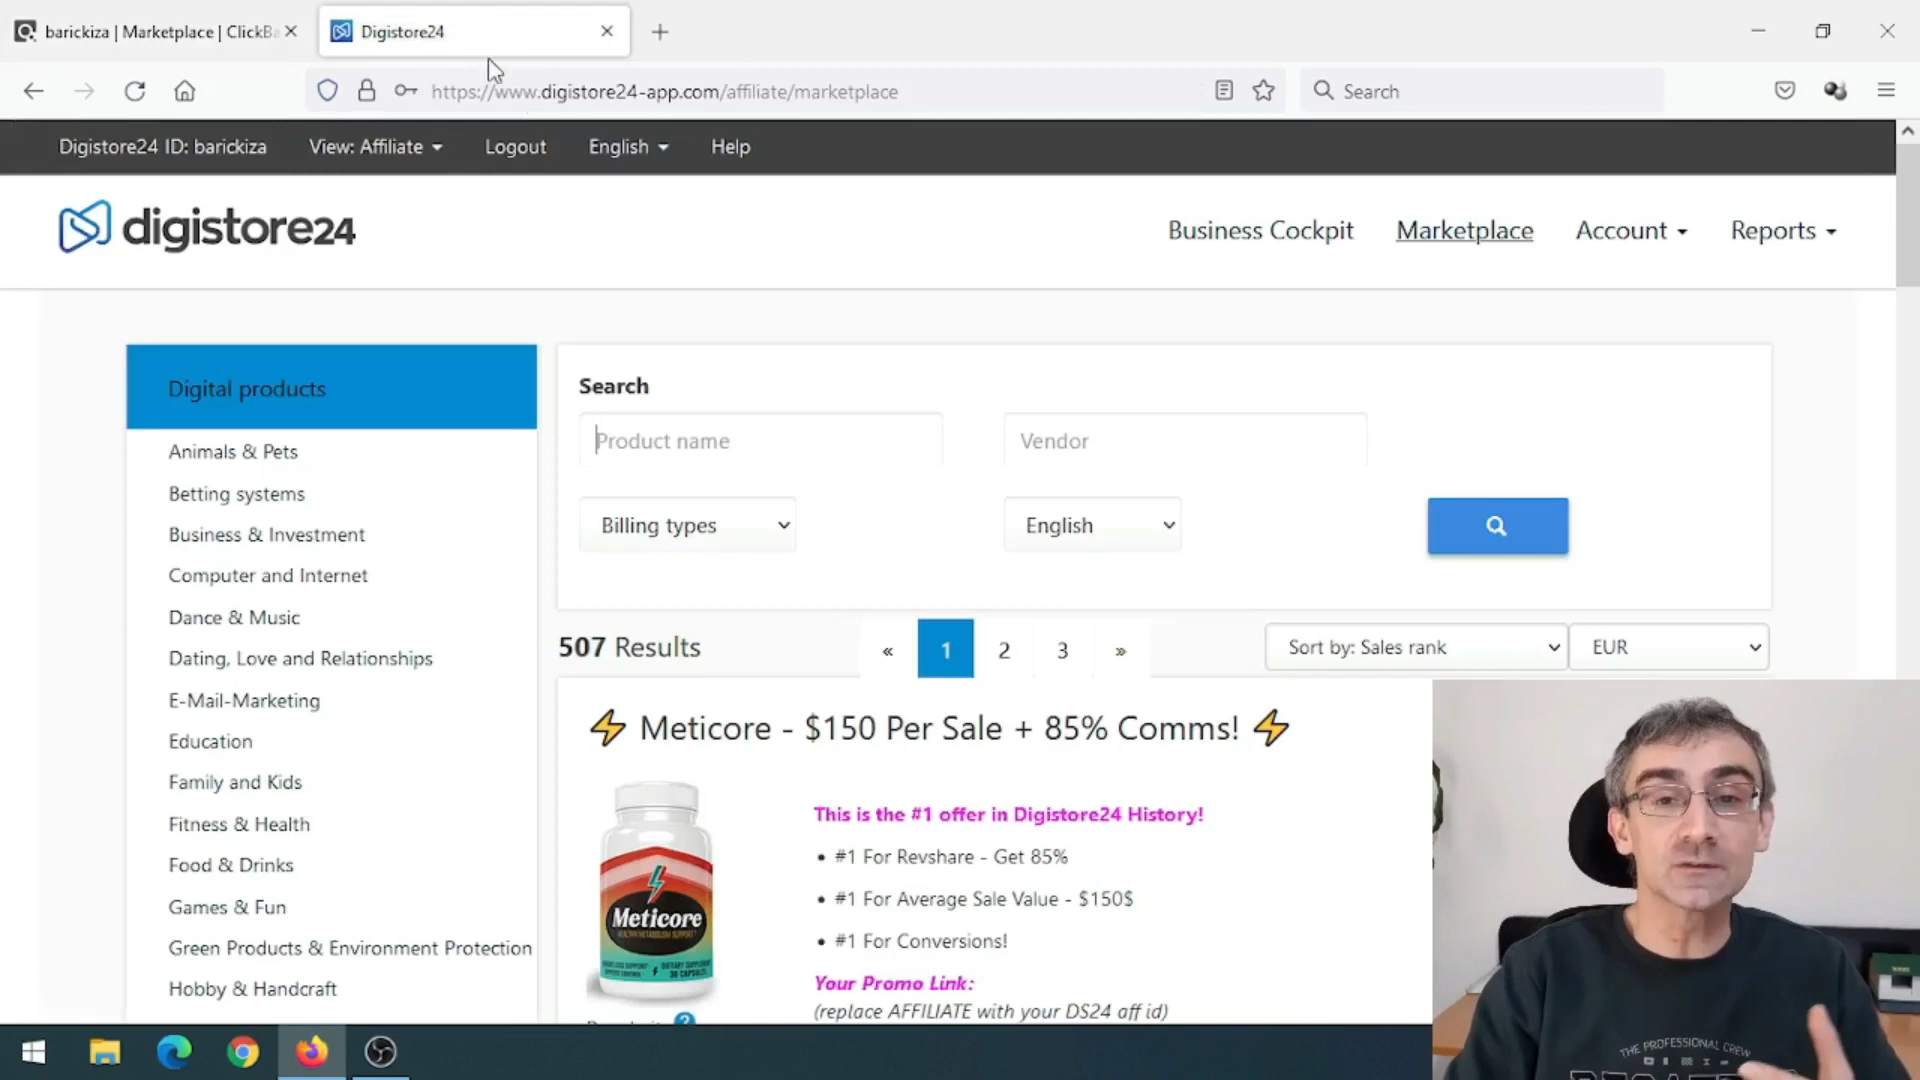 barickiza | Marketplace | ClickBa
Digistore24
https://www.digistore24-app.com/affiliate/marketplace
Search
Digistore24 ID: barickiza
View: Affiliate
Logout
English
Help
digistore24
Business Cockpit
Marketplace
Account
Reports
Digital products
Animals & Pets
Betting systems
Business & Investment
Computer and Internet
Dance & Music
Dating, Love and Relationships
E-Mail-Marketing
Education
Family and Kids
Fitness & Health
Food & Drinks
Games & Fun
Green Products & Environment Protection
Hobby & Handcraft
Search
Product name
Vendor
Billing types
English
507 Results
« 1 2 3 »
Sort by: Sales rank
EUR
⚡ Meticore - $150 Per Sale + 85% Comms! ⚡
Meticore
This is the #1 offer in Digistore24 History!
• #1 For Revshare - Get 85%
• #1 For Average Sale Value - $150$
• #1 For Conversions!
Your Promo Link:
(replace AFFILIATE with your DS24 aff id)
THE PROFESSIONAL CREW